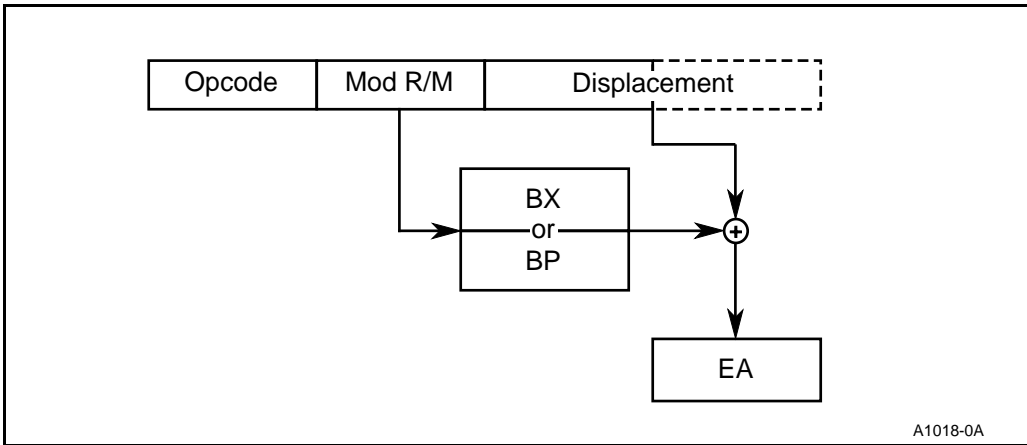 Opcode Mod R/M Displacement
BX
or
BP
+
EA
A1018-0A